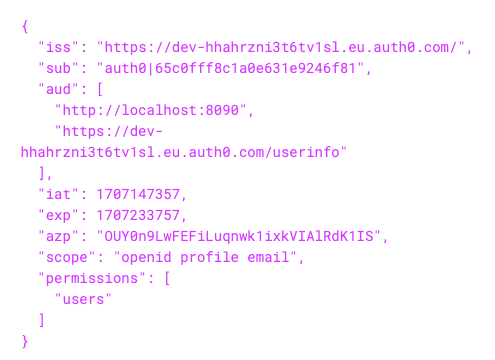 {
  "iss": "https://dev-hhahrzni3t6tv1sl.eu.auth0.com/",
  "sub": "auth0|65c0fff8c1a0e631e9246f81",
  "aud": [
    "http://localhost:8090",
    "https://dev-
hhahrzni3t6tv1sl.eu.auth0.com/userinfo"
  ],
  "iat": 1707147357,
  "exp": 1707233757,
  "azp": "OUY0n9LwFEFiLuqnwk1ixkVIAlRdK1IS",
  "scope": "openid profile email",
  "permissions": [
    "users"
  ]
}